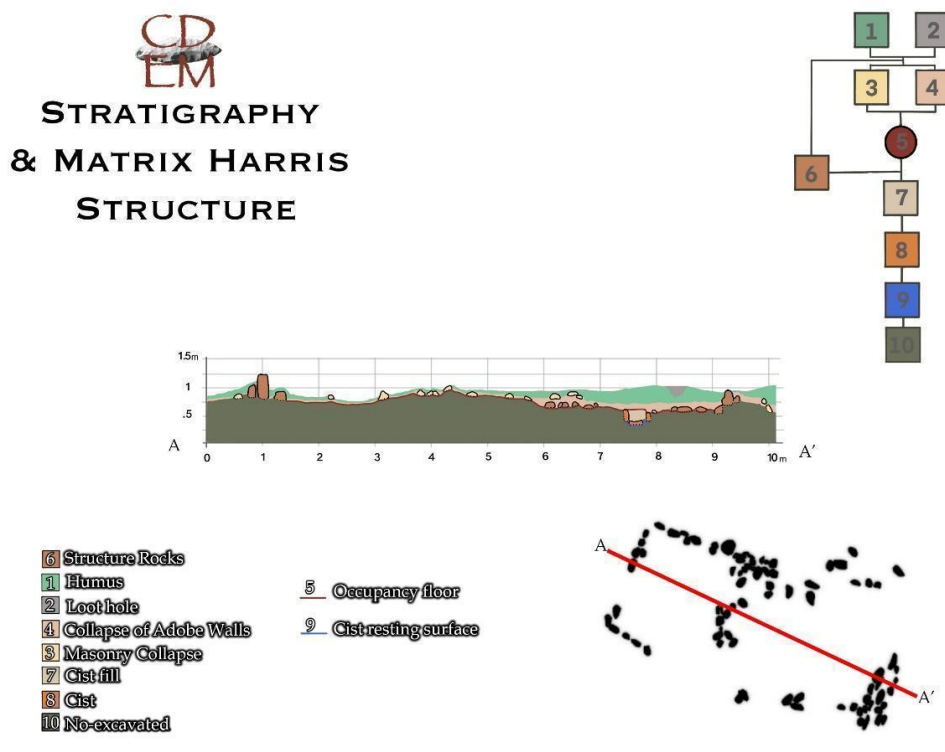 CD
EM
STRATIGRAPHY
& MATRIX HARRIS
STRUCTURE
1 2
3 4
5
6
7
8
9
10
1.5m
1
.5
A
0 1 2 3 4 5 6 7 8 9 10m
A'
6 Structure Rocks
1 Humus
2 Loot hole
4 Collapse of Adobe Walls
3 Masonry Collapse
7 Cist fill
8 Cist
10 No-excavated
5 Occupancy floor
9 Cist resting surface
A
A'